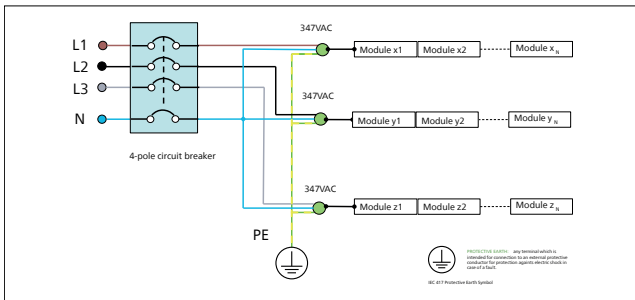 347VAC
L1
Module x1
Module x2
Module x N
L2
L3
347VAC
N
Module y1
Module y2
Module y N
4-pole circuit breaker
347VAC
Module z1
Module z2
Module z N
PE
PROTECTIVE EARTH: any terminal which is
intended for connection to an external protective
conductor for protection againts electric chock in
case of a fault.
IEC 417 Protective Earth Symbol